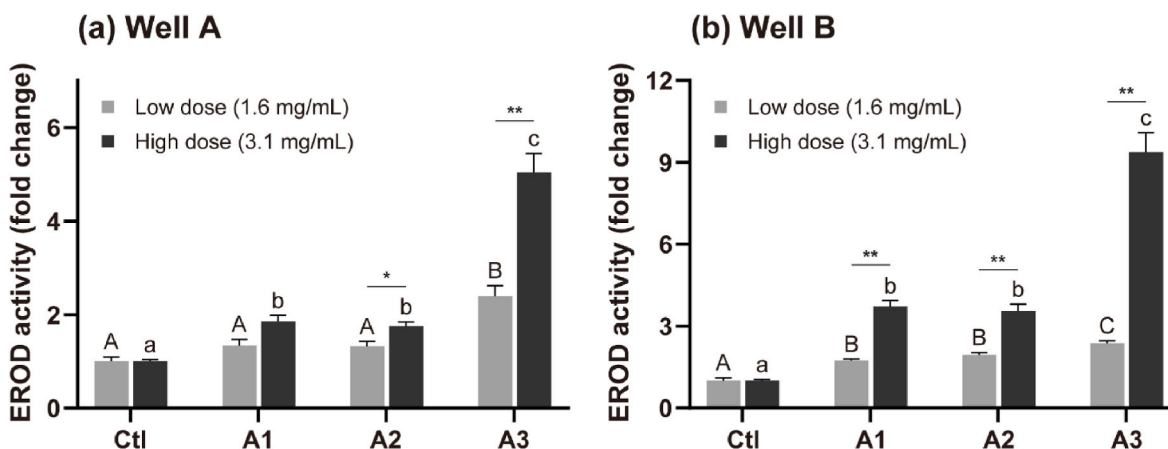 (a) Well A
EROD activity (fold change)
6
4
2
0
Low dose (1.6 mg/mL)
High dose (3.1 mg/mL)
A
a
A
b
*
A
b
**
B
c
Ctl
A1
A2
A3
(b) Well B
EROD activity (fold change)
12
9
6
3
0
Low dose (1.6 mg/mL)
High dose (3.1 mg/mL)
A
a
**
B
b
**
B
b
**
C
c
Ctl
A1
A2
A3